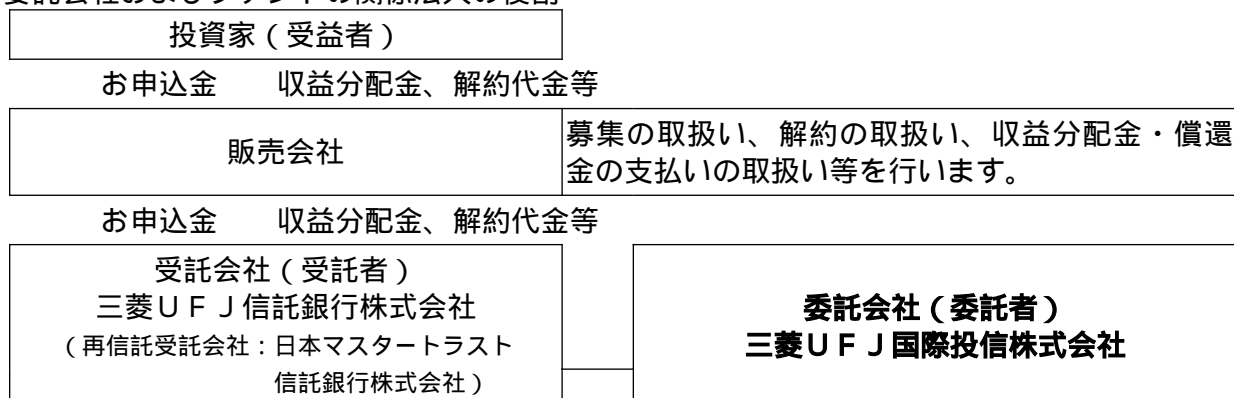 委託会社およびファンドの関係法人の役割
投資家（受益者）
お申込金　　収益分配金、解約代金等
販売会社
募集の取扱い、解約の取扱い、収益分配金・償還
金の支払いの取扱い等を行います。
お申込金　　収益分配金、解約代金等
受託会社（受託者）
三菱ＵＦＪ信託銀行株式会社
（再信託受託会社：日本マスタートラスト
信託銀行株式会社）
委託会社（委託者）
三菱ＵＦＪ国際投信株式会社